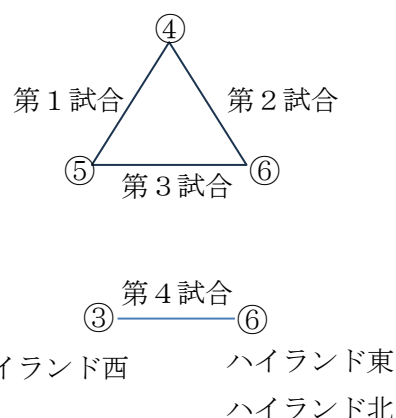 ④
第１試合
第２試合
⑤
⑥
第３試合
第４試合
③
⑥
イランド西
ハイランド東
ハイランド北